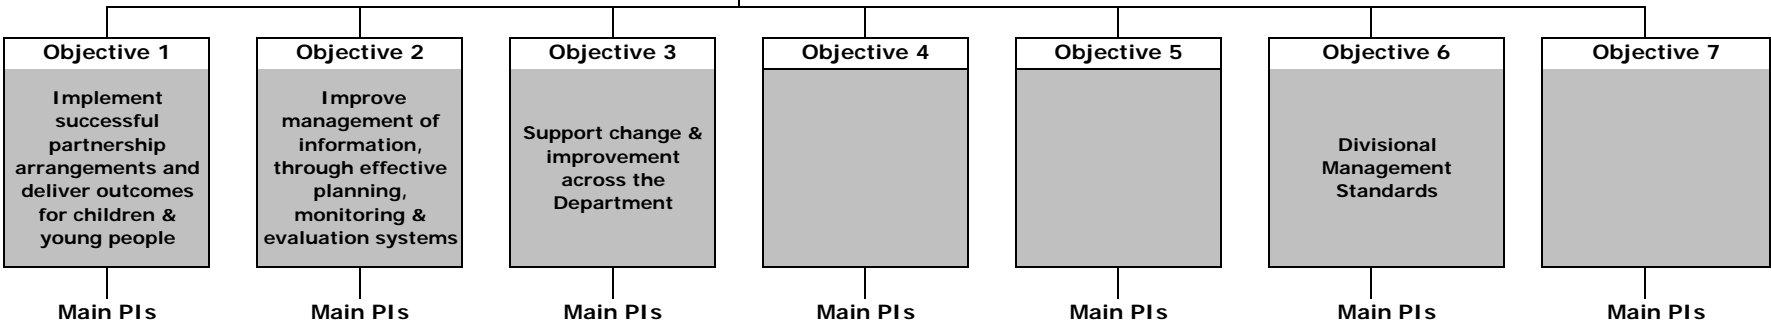 Objective 1
Implement
successful
partnership
arrangements and
deliver outcomes
for children &
young people
Main PIs
Objective 2
Improve
management of
information,
through effective
planning,
monitoring &
evaluation systems
Main PIs
Objective 3
Support change &
improvement
across the
Department
Main PIs
Objective 4
Main PIs
Objective 5
Main PIs
Objective 6
Divisional
Management
Standards
Main PIs
Objective 7
Main PIs